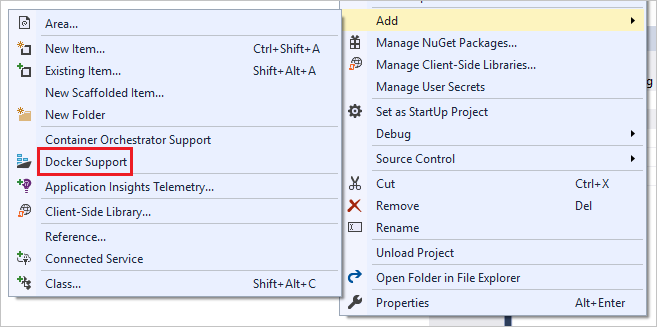 Area...
New Item... Ctrl+Shift+A
Existing Item... Shift+Alt+A
New Scaffolded Item...
New Folder
Container Orchestrator Support
Docker Support
Application Insights Telemetry...
Client-Side Library...
Reference...
Connected Service
Class... Shift+Alt+C
Add
Manage NuGet Packages...
Manage Client-Side Libraries...
Manage User Secrets
Set as StartUp Project
Debug
Source Control
Cut Ctrl+X
Remove Del
Rename
Unload Project
Open Folder in File Explorer
Properties Alt+Enter